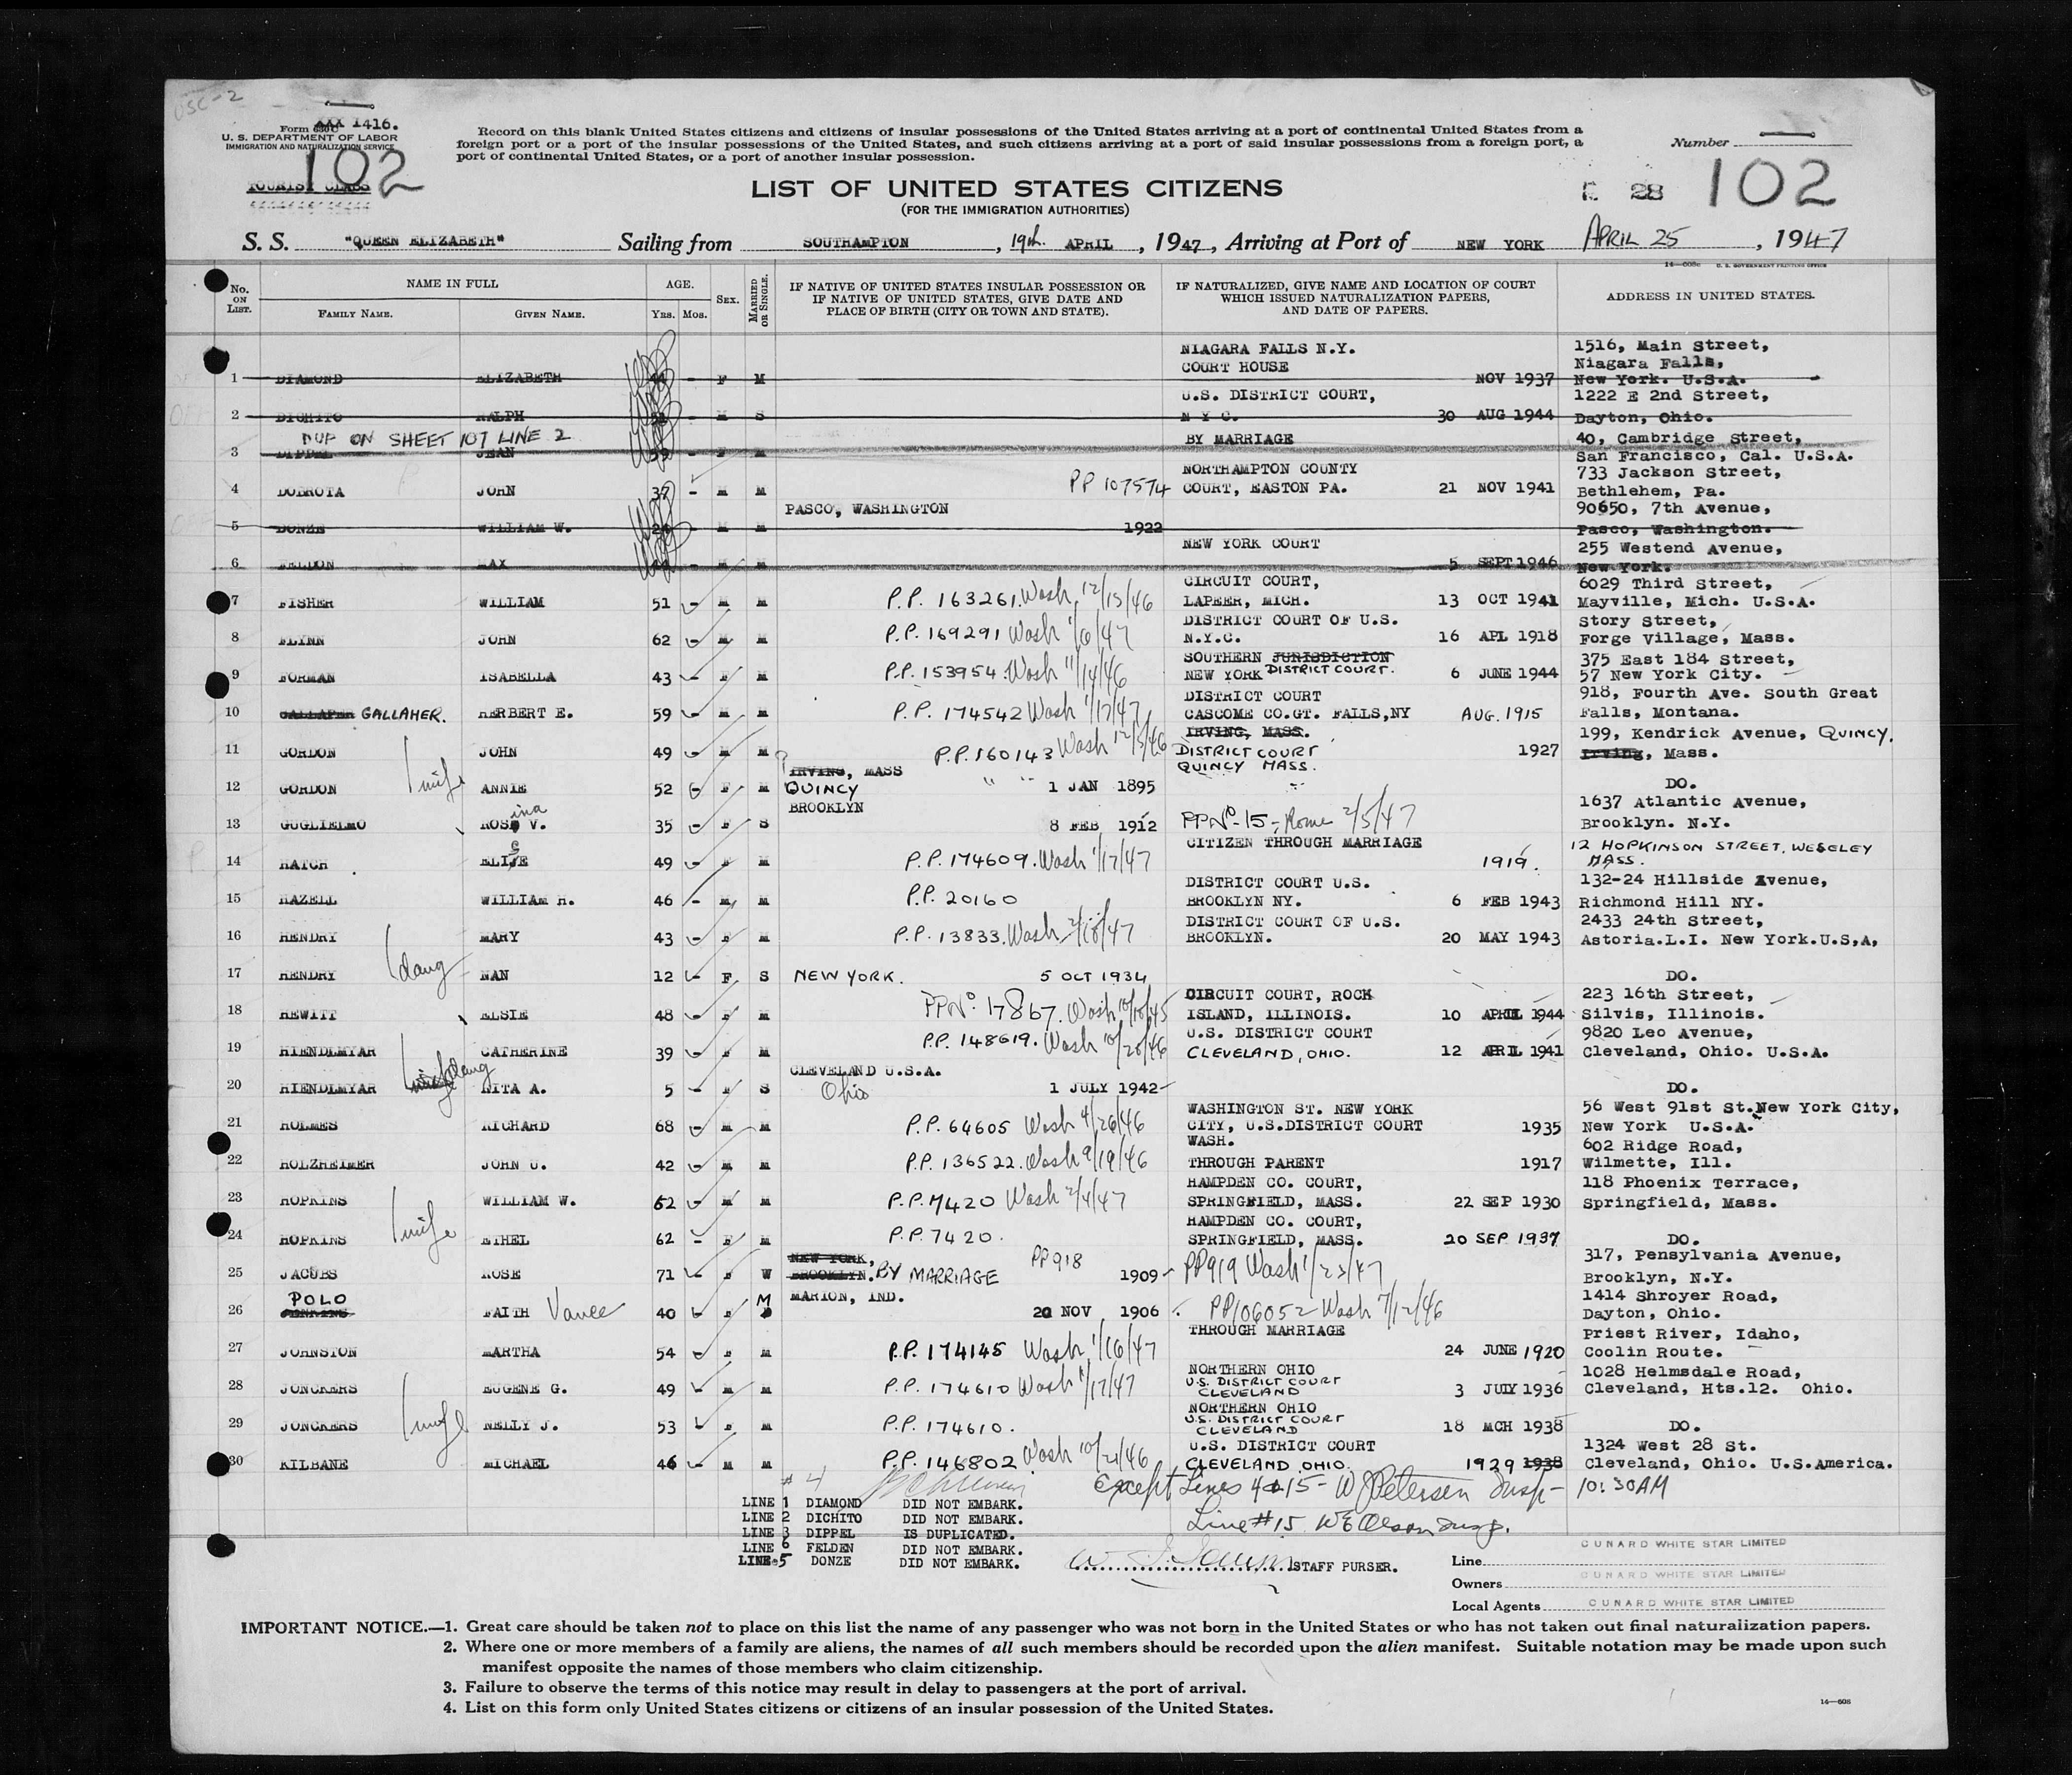 USC-2
Form 630 C XXX 1416.
U. S. DEPARTMENT OF LABOR
IMMIGRATION AND NATURALIZATION SERVICE
102
TOURIST CLASS
Record on this blank United States citizens and citizens of insular possessions of the United States arriving at a port of continental United States from a
foreign port or a port of the insular possessions of the United States, and such citizens arriving at a port of said insular possessions from a foreign port, a
port of continental United States, or a port of another insular possession.
Number
28 102
LIST OF UNITED STATES CITIZENS
(FOR THE IMMIGRATION AUTHORITIES)
S. S. "QUEEN ELIZABETH" Sailing from SOUTHAMPTON, 19th. APRIL, 1947, Arriving at Port of NEW YORK APRIL 25, 1947
14—608c U. S. GOVERNMENT PRINTING OFFICE
No. ON LIST. NAME IN FULL AGE. SEX. MARRIED OR SINGLE. IF NATIVE OF UNITED STATES INSULAR POSSESSION OR IF NATIVE OF UNITED STATES, GIVE DATE AND PLACE OF BIRTH (CITY OR TOWN AND STATE). IF NATURALIZED, GIVE NAME AND LOCATION OF COURT WHICH ISSUED NATURALIZATION PAPERS, AND DATE OF PAPERS. ADDRESS IN UNITED STATES.
FAMILY NAME. GIVEN NAME. YRS. MOS.
NIAGARA FALLS N.Y. 1516, Main Street,
COURT HOUSE Niagara Falls,
1 DIAMOND ELIZABETH 44 - F M NOV 1937 New York. U.S.A.
U.S. DISTRICT COURT, 1222 E 2nd Street,
2 DICHITO RALPH - M S N Y C. 30 AUG 1944 Dayton, Ohio.
DUP ON SHEET 107 LINE 2 BY MARRIAGE 40, Cambridge Street,
3 DIPPEL JEAN - F M San Francisco, Cal. U.S.A.
NORTHAMPTON COUNTY 733 Jackson Street,
4 DOBROTA JOHN 37 - M M PP 107574 COURT, EASTON PA. 21 NOV 1941 Bethlehem, Pa.
PASCO, WASHINGTON 90650, 7th Avenue,
5 DONZE WILLIAM W. 24 - M M 1922 Pasco, Washington.
NEW YORK COURT 255 Westend Avenue,
6 FELDON MAX - M M 5 SEPT 1946 New York.
CIRCUIT COURT, 6029 Third Street,
7 FISHER WILLIAM 51 - M M P.P. 163261. Wash. 12/13/46 LAPEER, MICH. 13 OCT 1941 Mayville, Mich. U.S.A.
DISTRICT COURT OF U.S. Story Street,
8 FLYNN JOHN 62 - M M P.P. 169291 Wash 1/6/47 N.Y.C. 16 APL 1918 Forge Village, Mass.
SOUTHERN JURISDICTION 375 East 184 Street,
9 FORMAN ISABELLA 43 - F M P.P. 153954. Wash 11/14/46 NEW YORK DISTRICT COURT. 6 JUNE 1944 57 New York City.
DISTRICT COURT 918, Fourth Ave. South Great
10 GALLAHER. HERBERT E. 59 - M M P.P. 174542 Wash 1/17/47 CASCOME CO.GT. FALLS,NY AUG. 1915 Falls, Montana.
IRVING, MASS. 199, Kendrick Avenue, QUINCY.
11 GORDON JOHN 49 - M M P.P. 160143 Wash 12/5/46 DISTRICT COURT 1927 Irving, Mass.
IRVING, MASS QUINCY MASS.
12 GORDON wife ANNIE 52 - F M QUINCY " " 1 JAN 1895 DO.
BROOKLYN 1637 Atlantic Avenue,
13 GUGLIELMO ROSE ina V. 35 - F S 8 FEB 1912 PPNo-15-Rome 2/5/47 Brooklyn. N.Y.
CITIZEN THROUGH MARRIAGE 12 HOPKINSON STREET, WESELEY
14 HATCH 49 - F M P.P. 174609. Wash 1/17/47 1919. MASS.
DISTRICT COURT U.S. 132-24 Hillside Avenue,
15 HAZELL WILLIAM H. 46 - M M P.P. 20160 BROOKLYN NY. 6 FEB 1943 Richmond Hill NY.
DISTRICT COURT OF U.S. 2433 24th Street,
16 HENDRY MARY 43 - F M P.P. 13833. Wash 2/18/47 BROOKLYN. 20 MAY 1943 Astoria.L.I. New York.U.S,A,
17 HENDRY daug NAN 12 - F S NEW YORK. 5 OCT 1934 DO.
CIRCUIT COURT, ROCK 223 16th Street,
18 HEWITT ELSIE 48 - F M PPNo. 17867. Wash 10/18/45 ISLAND, ILLINOIS. 10 APRIL 1944 Silvis, Illinois.
U.S. DISTRICT COURT 9820 Leo Avenue,
19 HIENDLMYAR CATHERINE 39 - F M P.P. 148619. Wash 10/28/46 CLEVELAND, OHIO. 12 APRIL 1941 Cleveland, Ohio. U.S.A.
CLEVELAND U.S.A.
20 HIENDLMYAR daug RITA A. 5 - F S Ohio 1 JULY 1942 DO.
WASHINGTON ST. NEW YORK 56 West 91st St.New York City,
21 HOLMES RICHARD 68 - M M P.P. 64605 Wash 4/26/46 CITY, U.S.DISTRICT COURT 1935 New York U.S.A.
WASH. 602 Ridge Road,
22 HOLZHEIMER JOHN U. 42 - M M P.P. 136522. Wash 9/19/46 THROUGH PARENT 1917 Wilmette, Ill.
HAMPDEN CO. COURT, 118 Phoenix Terrace,
23 HOPKINS WILLIAM W. 62 - M M P.P. 7420 Wash 2/4/47 SPRINGFIELD, MASS. 22 SEP 1930 Springfield, Mass.
HAMPDEN CO. COURT,
24 HOPKINS wife ETHEL 62 - F M P.P. 7420. SPRINGFIELD, MASS. 20 SEP 1937 DO.
NEW YORK, PP918 317, Pensylvania Avenue,
25 JACOBS ROSE 71 - F W BROOKLYN. BY MARRIAGE 1909 PP919 Wash 1/23/47 Brooklyn, N.Y.
POLO M MARION, IND. 1414 Shroyer Road,
26 FAITH Vance 40 - F 20 NOV 1906 PP106052 Wash 7/12/46 Dayton, Ohio.
THROUGH MARRIAGE Priest River, Idaho,
27 JOHNSTON MARTHA 54 - F M P.P. 174145 Wash 1/16/47 24 JUNE 1920 Coolin Route.
NORTHERN OHIO 1028 Helmsdale Road,
28 JONCKERS EUGENE G. 49 - M M P.P. 174610 Wash 1/17/47 U.S. DISTRICT COURT CLEVELAND 3 JULY 1936 Cleveland, Hts.12. Ohio.
NORTHERN OHIO
29 JONCKERS wife NELLY J. 53 - F M P.P. 174610. U.S. DISTRICT COURT CLEVELAND 18 MCH 1938 DO.
U.S. DISTRICT COURT 1324 West 28 St.
30 KILBANE MICHAEL 46 - M M P.P. 146802 Wash 10/21/46 CLEVELAND OHIO. 1929 1938 Cleveland, Ohio. U.S.America.
# 4 Except Lines 4 & 15 - W J Petersen Insp - 10:30AM
LINE 1 DIAMOND DID NOT EMBARK.
LINE 2 DICHITO DID NOT EMBARK. Line #15 W E Olson Insp.
LINE 3 DIPPEL IS DUPLICATED.
LINE 6 FELDEN DID NOT EMBARK.
LINE 5 DONZE DID NOT EMBARK. STAFF PURSER.
Line CUNARD WHITE STAR LIMITED
Owners CUNARD WHITE STAR LIMITED
Local Agents CUNARD WHITE STAR LIMITED
IMPORTANT NOTICE.—1. Great care should be taken not to place on this list the name of any passenger who was not born in the United States or who has not taken out final naturalization papers.
2. Where one or more members of a family are aliens, the names of all such members should be recorded upon the alien manifest. Suitable notation may be made upon such
manifest opposite the names of those members who claim citizenship.
3. Failure to observe the terms of this notice may result in delay to passengers at the port of arrival.
4. List on this form only United States citizens or citizens of an insular possession of the United States.
14—608